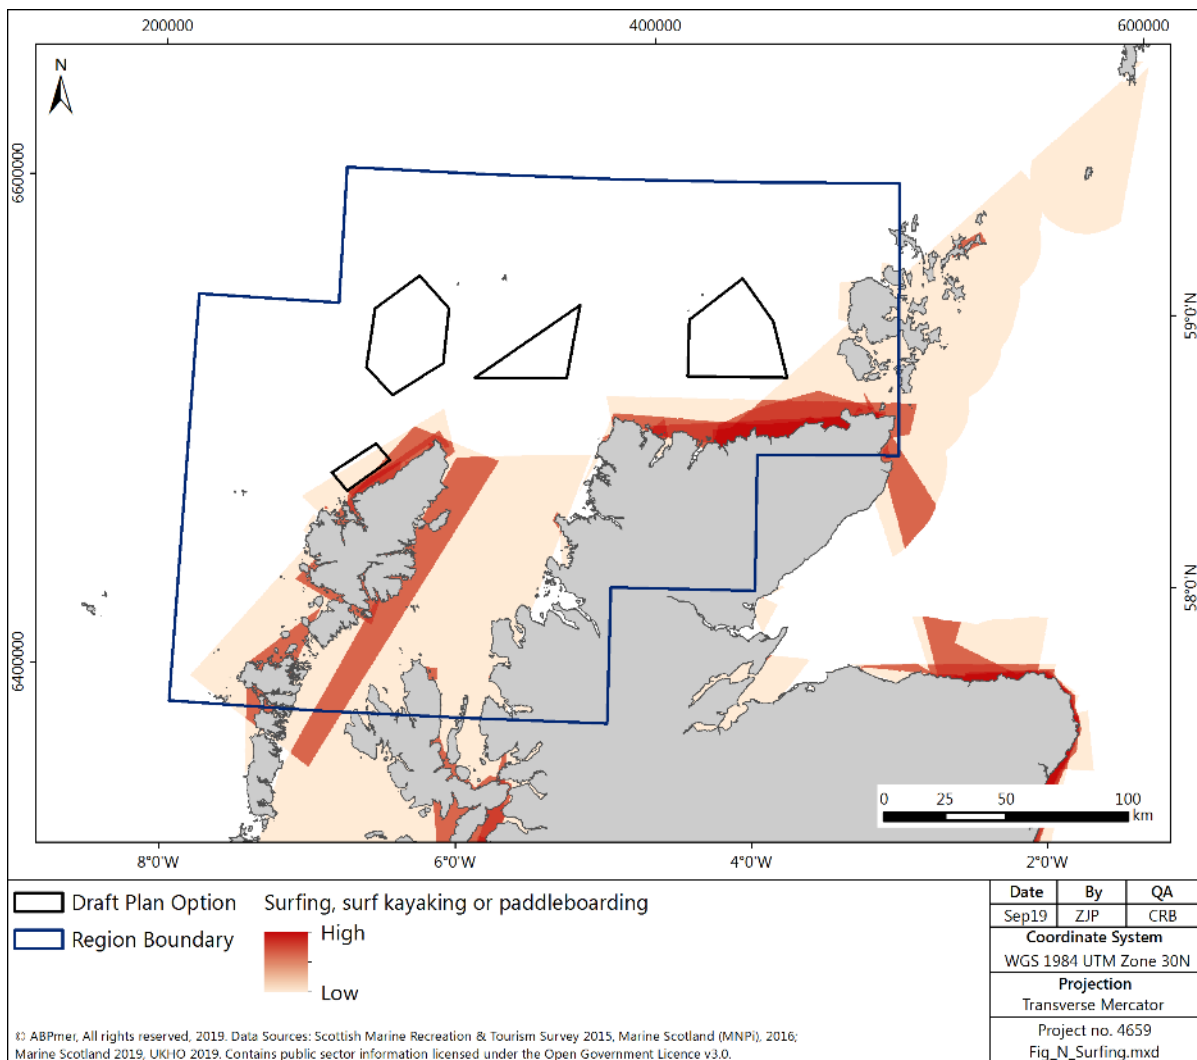 200000
400000
600000
N
6600000
59°0'N
58°0'N
6400000
0 25 50 100
km
8°0'W
6°0'W
4°0'W
2°0'W
Draft Plan Option
Region Boundary
Surfing, surf kayaking or paddleboarding
High
Low
Date By QA
Sep19 ZJP CRB
Coordinate System
WGS 1984 UTM Zone 30N
Projection
Transverse Mercator
Project no. 4659
Fig_N_Surfing.mxd
© ABPmer, All rights reserved, 2019. Data Sources: Scottish Marine Recreation & Tourism Survey 2015, Marine Scotland (MNPi), 2016;
Marine Scotland 2019, UKHO 2019. Contains public sector information licensed under the Open Government Licence v3.0.